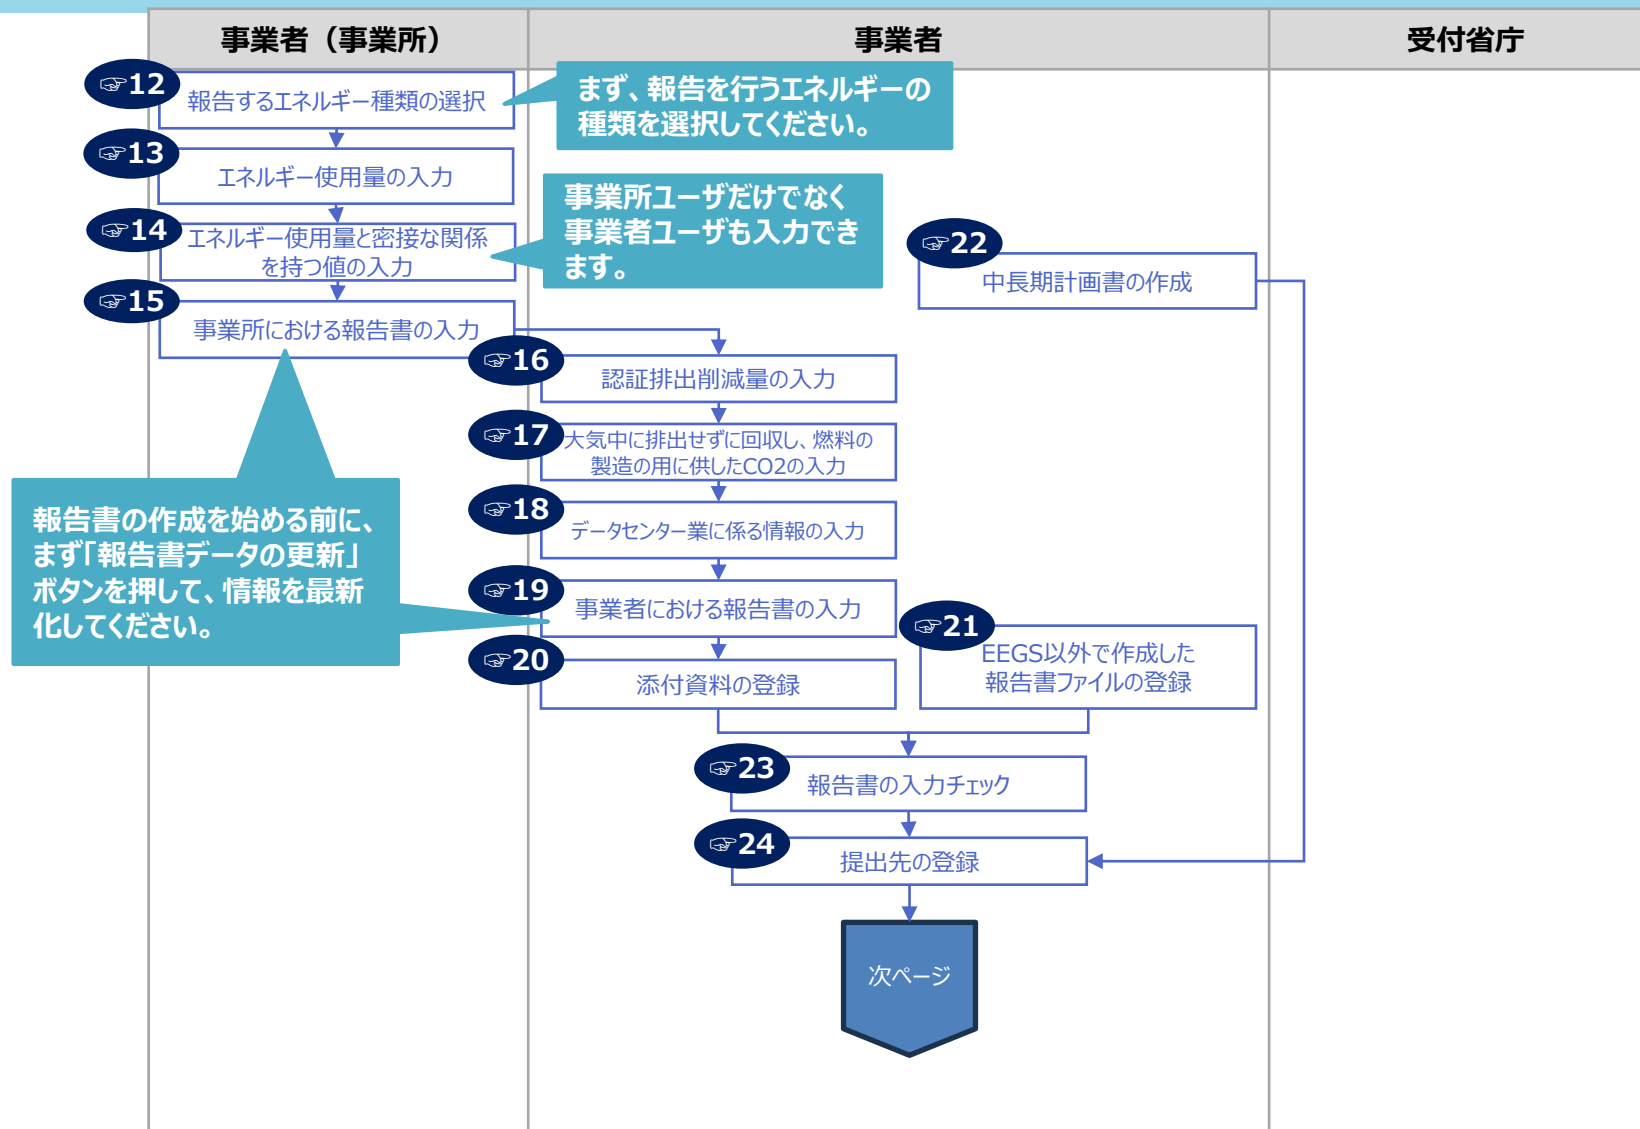 事業者（事業所）
事業者
受付省庁
☞12
報告するエネルギー種類の選択
まず、報告を行うエネルギーの
種類を選択してください。
☞13
エネルギー使用量の入力
☞14
エネルギー使用量と密接な関係
を持つ値の入力
事業所ユーザだけでなく
事業者ユーザも入力でき
ます。
☞15
事業所における報告書の入力
☞22
中長期計画書の作成
☞16
認証排出削減量の入力
☞17
大気中に排出せずに回収し、燃料の
製造の用に供したCO2の入力
☞18
データセンター業に係る情報の入力
報告書の作成を始める前に、
まず「報告書データの更新」
ボタンを押して、情報を最新
化してください。
☞19
事業者における報告書の入力
☞20
添付資料の登録
☞21
EEGS以外で作成した
報告書ファイルの登録
☞23
報告書の入力チェック
☞24
提出先の登録
次ページ